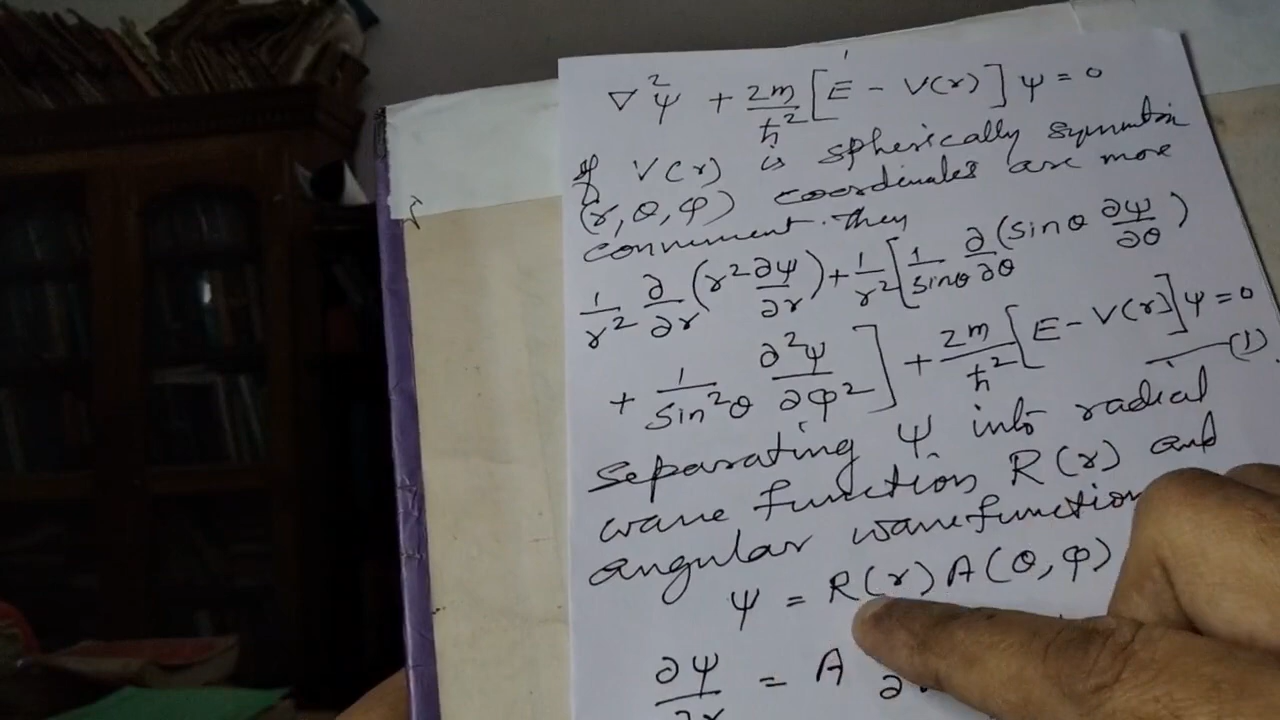 ∇²ψ + 2m/ħ² [E - V(r)] ψ = 0
If V(r) is spherically symmetric
(r, θ, φ) coordinates are more
convenient. then
1/r² ∂/∂r (r² ∂ψ/∂r) + 1/r² [1/sinθ ∂/∂θ (sinθ ∂ψ/∂θ)
+ 1/sin²θ ∂²ψ/∂φ²] + 2m/ħ² [E - V(r)] ψ = 0
(1)
Separating ψ into radial
wave function R(r) and
angular wavefunction
ψ = R(r) A(θ, φ)
∂ψ/∂r = A ∂